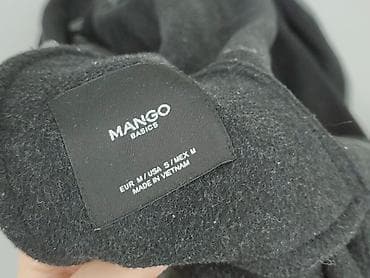 MANGO
BASICS
EUR M / USA S / MEX M
MADE IN VIETNAM